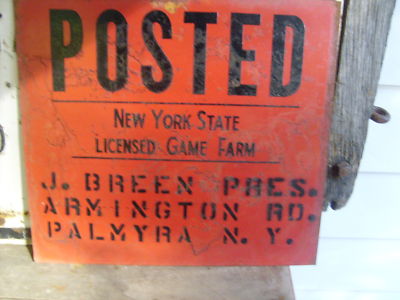 POSTED
NEW YORK STATE
LICENSED GAME FARM
J. BREEN PRES.
ARMINGTON RD.
PALMYRA N. Y.